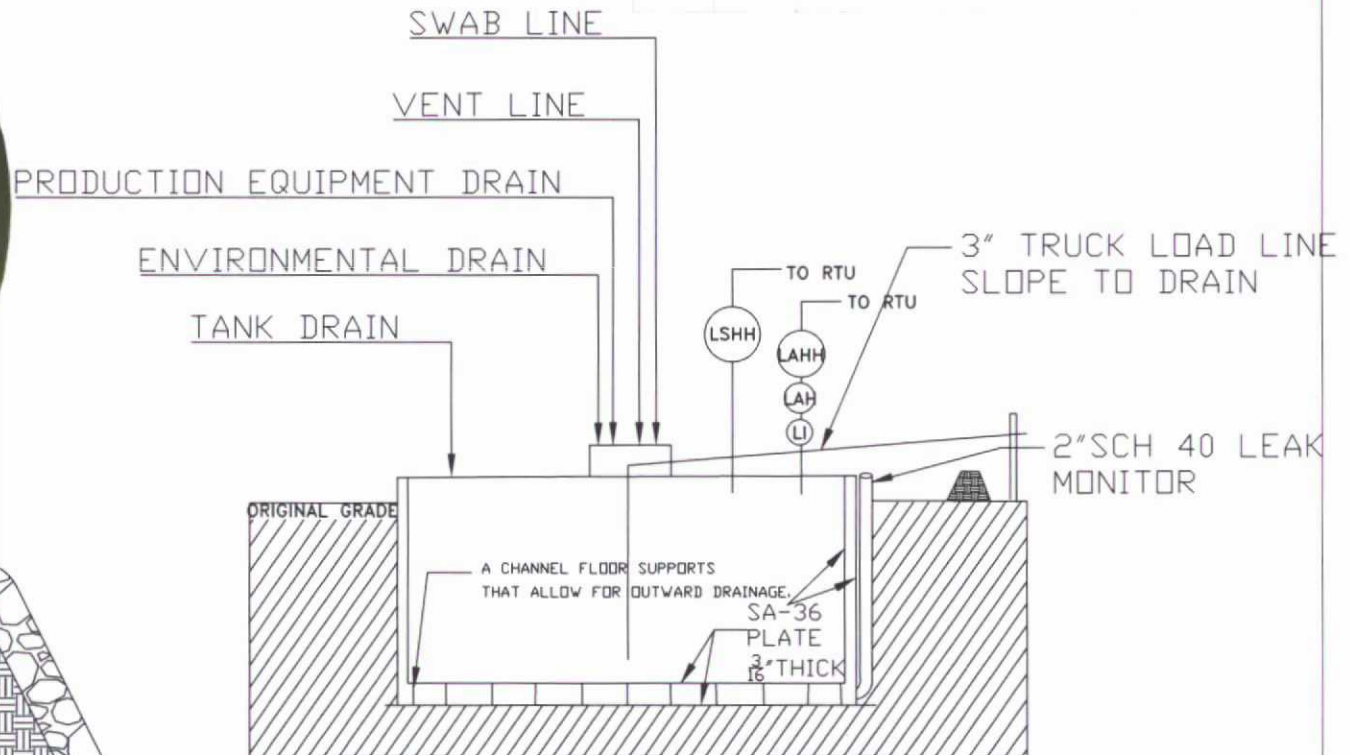 SWAB LINE
VENT LINE
PRODUCTION EQUIPMENT DRAIN
ENVIRONMENTAL DRAIN
TANK DRAIN
TO RTU
TO RTU
3" TRUCK LOAD LINE
SLOPE TO DRAIN
LSHH
LAHH
LAH
LI
2"SCH 40 LEAK
MONITOR
ORIGINAL GRADE
A CHANNEL FLOOR SUPPORTS
THAT ALLOW FOR OUTWARD DRAINAGE.
SA-36
PLATE
3/16"THICK